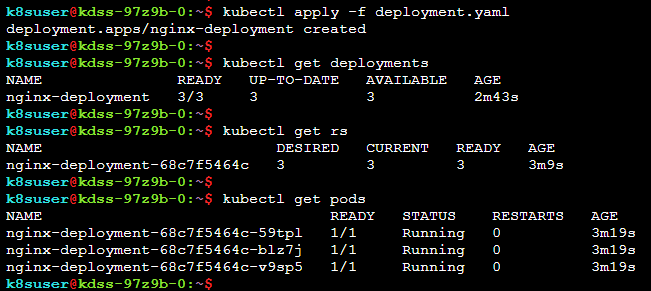 k8suser@kdss-97z9b-0:~$ kubectl apply -f deployment.yaml
deployment.apps/nginx-deployment created
k8suser@kdss-97z9b-0:~$
k8suser@kdss-97z9b-0:~$ kubectl get deployments
NAME               READY   UP-TO-DATE   AVAILABLE   AGE
nginx-deployment   3/3     3            3           2m43s
k8suser@kdss-97z9b-0:~$
k8suser@kdss-97z9b-0:~$ kubectl get rs
NAME                          DESIRED   CURRENT   READY   AGE
nginx-deployment-68c7f5464c   3         3         3       3m9s
k8suser@kdss-97z9b-0:~$
k8suser@kdss-97z9b-0:~$ kubectl get pods
NAME                                READY   STATUS    RESTARTS   AGE
nginx-deployment-68c7f5464c-59tpl   1/1     Running   0          3m19s
nginx-deployment-68c7f5464c-blz7j   1/1     Running   0          3m19s
nginx-deployment-68c7f5464c-v9sp5   1/1     Running   0          3m19s
k8suser@kdss-97z9b-0:~$